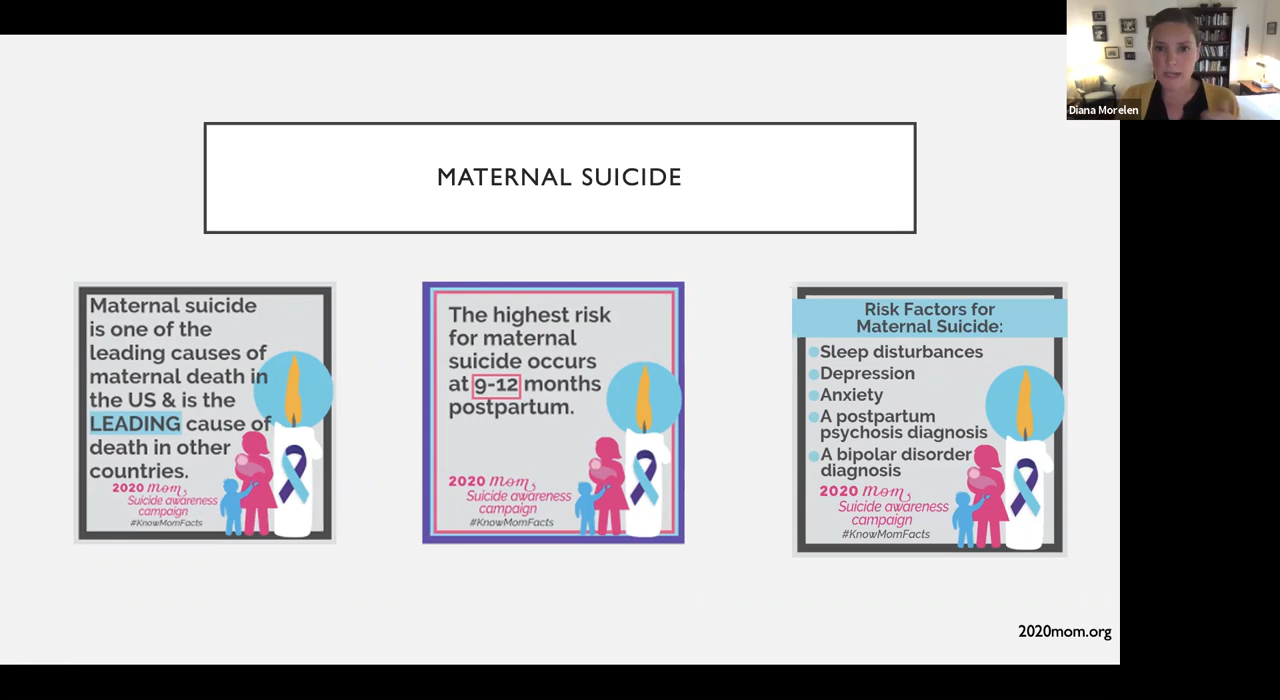 Diana Morelen
MATERNAL SUICIDE
Maternal suicide
is one of the
leading causes of
maternal death in
the US & is the
LEADING cause of
death in other
countries.
2020 mom
Suicide awareness
campaign
#KnowMomFacts
The highest risk
for maternal
suicide occurs
at 9-12 months
postpartum.
2020 mom
Suicide awareness
campaign
#KnowMomFacts
Risk Factors for
Maternal Suicide:
Sleep disturbances
Depression
Anxiety
A postpartum
psychosis diagnosis
A bipolar disorder
diagnosis
2020 mom
Suicide awareness
campaign
#KnowMomFacts
2020mom.org